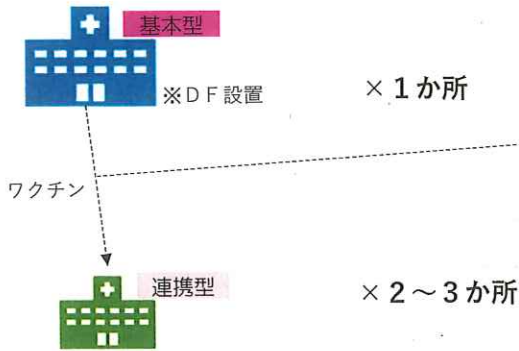 基本型
※ＤＦ設置
×１か所
ワクチン
連携型
×２～３か所